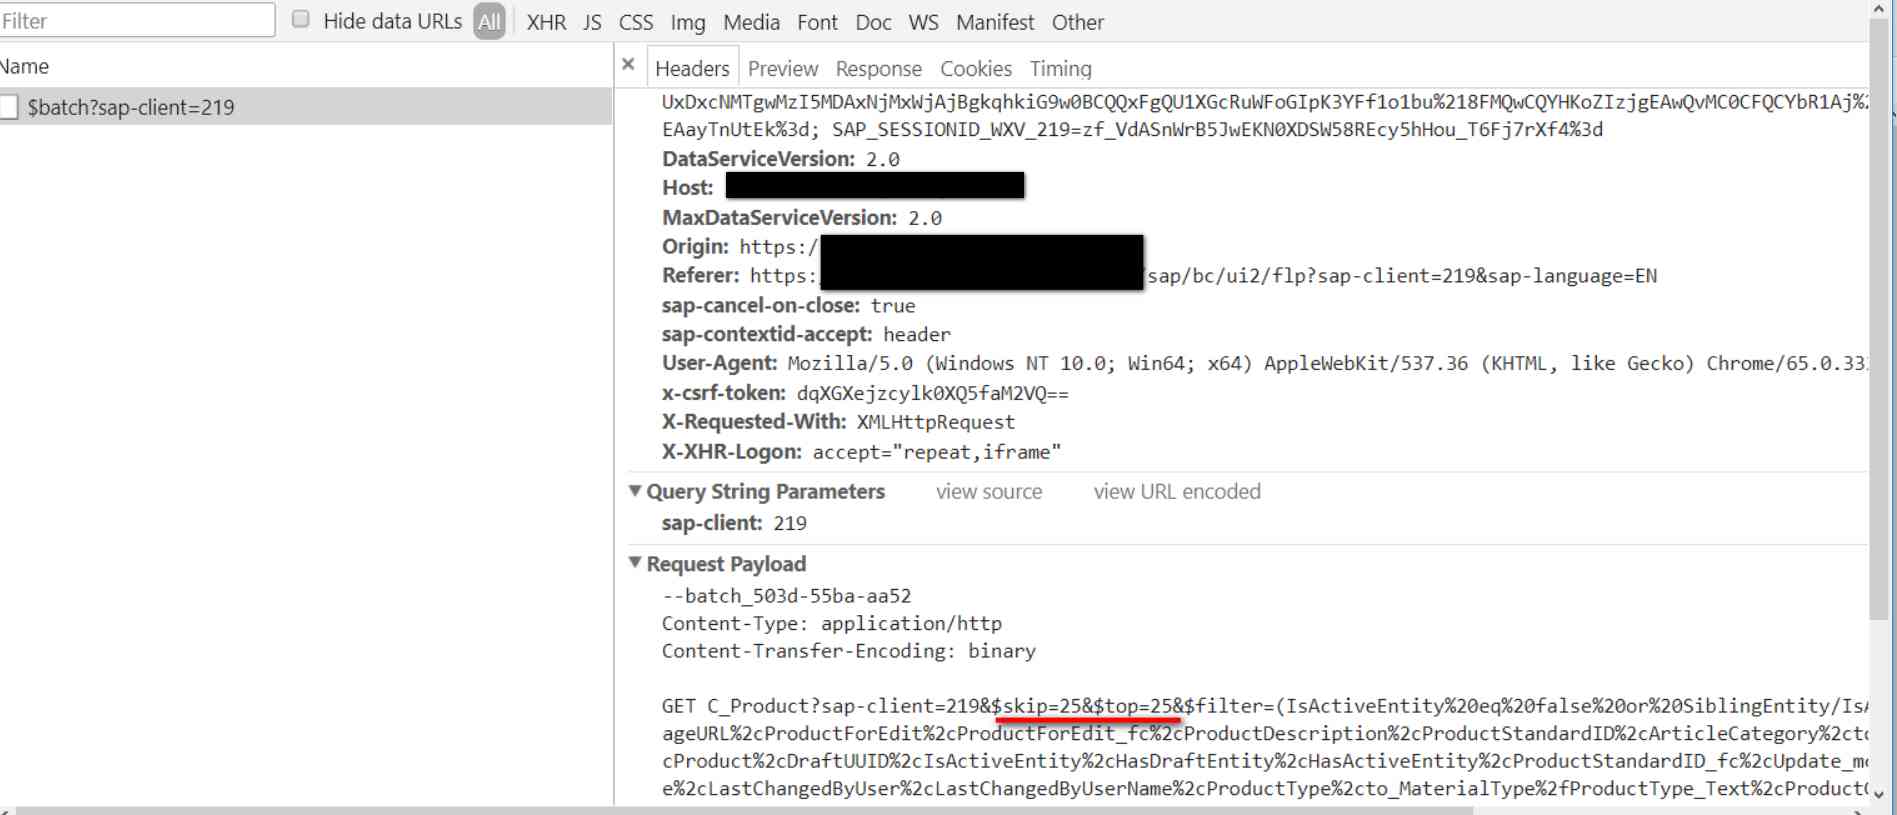 Filter Hide data URLs All XHR JS CSS Img Media Font Doc WS Manifest Other
Name
× Headers Preview Response Cookies Timing
$batch?sap-client=219
UxDxcNMTgwMzI5MDAxNjMxWjAjBgkqhkiG9w0BCQQxFgQU1XGcRuWFoGIpK3YFf1o1bu%218FMQwCQYHKoZIzjgEAwQvMC0CFQCYbR1Aj%2
EAayTnUtEk%3d; SAP_SESSIONID_WXV_219=zf_VdASnWrB5JwEKN0XDSW58REcy5hHou_T6Fj7rXf4%3d
DataServiceVersion: 2.0
Host:
MaxDataServiceVersion: 2.0
Origin: https:/
Referer: https: /sap/bc/ui2/flp?sap-client=219&sap-language=EN
sap-cancel-on-close: true
sap-contextid-accept: header
User-Agent: Mozilla/5.0 (Windows NT 10.0; Win64; x64) AppleWebKit/537.36 (KHTML, like Gecko) Chrome/65.0.33
x-csrf-token: dqXGXejzcylk0XQ5faM2VQ==
X-Requested-With: XMLHttpRequest
X-XHR-Logon: accept="repeat,iframe"
Query String Parameters view source view URL encoded
sap-client: 219
Request Payload
--batch_503d-55ba-aa52
Content-Type: application/http
Content-Transfer-Encoding: binary
GET C_Product?sap-client=219&$skip=25&$top=25&$filter=(IsActiveEntity%20eq%20false%20or%20SiblingEntity/IsA
ageURL%2cProductForEdit%2cProductForEdit_fc%2cProductDescription%2cProductStandardID%2cArticleCategory%2ct
cProduct%2cDraftUUID%2cIsActiveEntity%2cHasDraftEntity%2cHasActiveEntity%2cProductStandardID_fc%2cUpdate_m
e%2cLastChangedByUser%2cLastChangedByUserName%2cProductType%2cto_MaterialType%2fProductType_Text%2cProduct